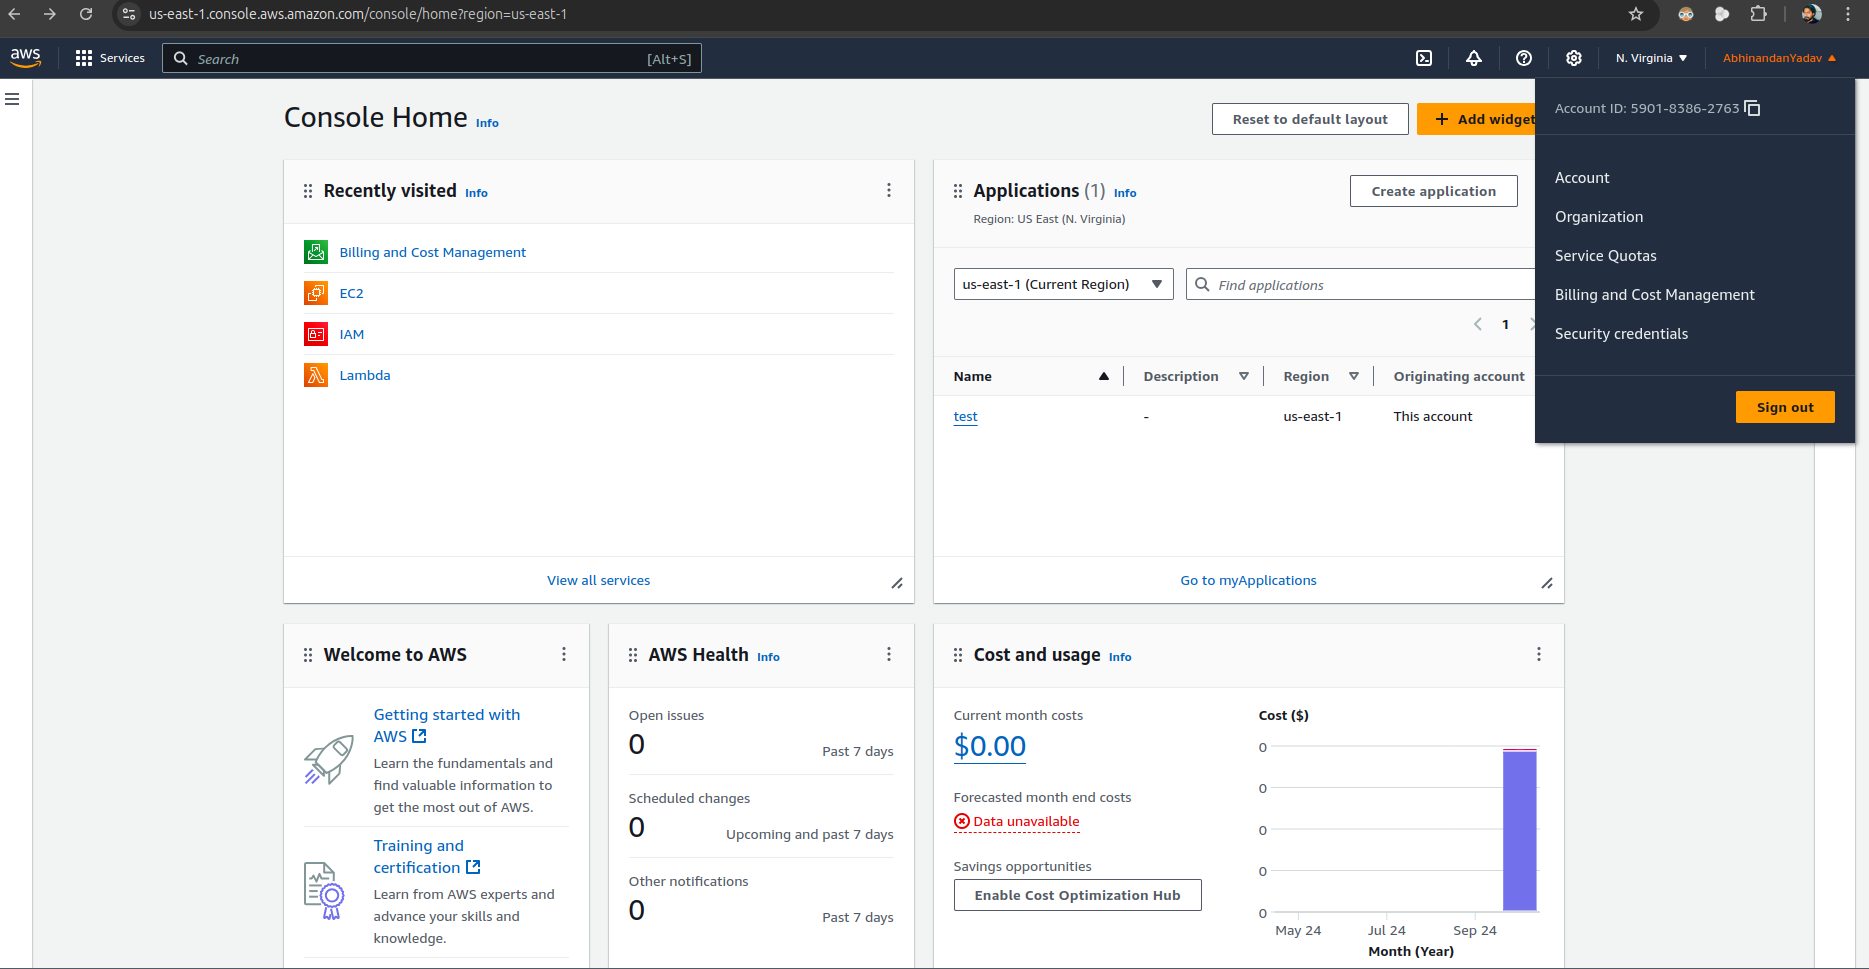 us-east-1.console.aws.amazon.com/console/home?region=us-east-1
aws
Services
Search
[Alt+S]
N. Virginia
AbhinandanYadav
Account ID: 5901-8386-2763
Account
Organization
Service Quotas
Billing and Cost Management
Security credentials
Sign out
Console Home Info
Reset to default layout
+ Add widget
Recently visited Info
Billing and Cost Management
EC2
IAM
Lambda
View all services
Applications (1) Info
Region: US East (N. Virginia)
Create application
us-east-1 (Current Region)
Find applications
1
Name Description Region Originating account
test - us-east-1 This account
Go to myApplications
Welcome to AWS
Getting started with
AWS
Learn the fundamentals and
find valuable information to
get the most out of AWS.
Training and
certification
Learn from AWS experts and
advance your skills and
knowledge.
AWS Health Info
Open issues
0
Past 7 days
Scheduled changes
0
Upcoming and past 7 days
Other notifications
0
Past 7 days
Cost and usage Info
Current month costs
$0.00
Forecasted month end costs
Data unavailable
Savings opportunities
Enable Cost Optimization Hub
Cost ($)
0
0
0
0
0
May 24 Jul 24 Sep 24
Month (Year)